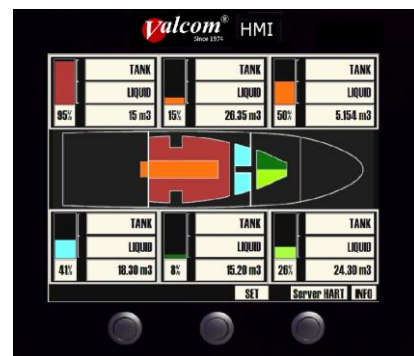 Valcom® HMI
Since 1974
TANK TANK TANK
LIQUID LIQUID LIQUID
95% 15 m3 15% 26.35 m3 50% 5.154 m3
TANK TANK TANK
LIQUID LIQUID LIQUID
41% 18.30 m3 8% 15.20 m3 26% 24.30 m3
SET Server HART INFO